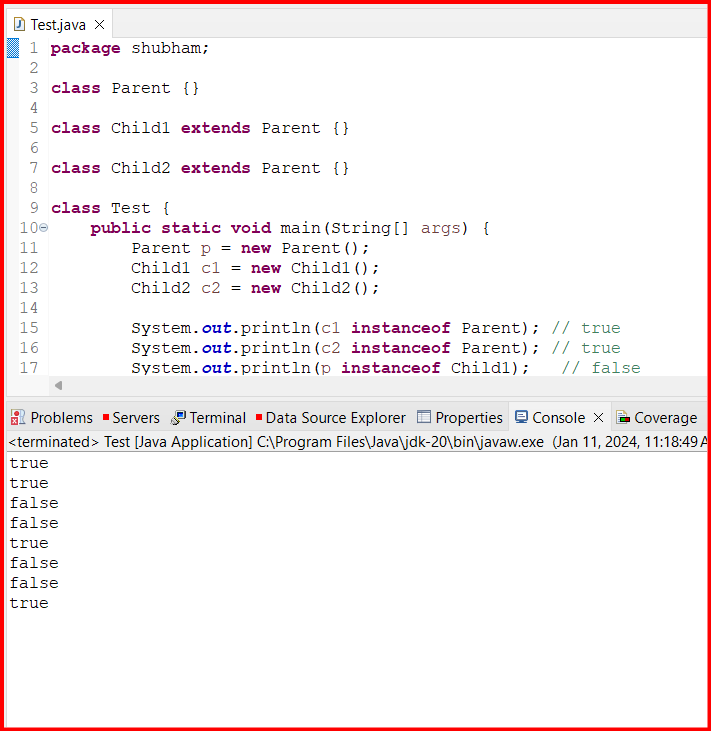 Test.java
1 package shubham;
2
3 class Parent {}
4
5 class Child1 extends Parent {}
6
7 class Child2 extends Parent {}
8
9 class Test {
10 public static void main(String[] args) {
11 Parent p = new Parent();
12 Child1 c1 = new Child1();
13 Child2 c2 = new Child2();
14
15 System.out.println(c1 instanceof Parent); // true
16 System.out.println(c2 instanceof Parent); // true
17 System.out.println(p instanceof Child1); // false
Problems Servers Terminal Data Source Explorer Properties Console Coverage
<terminated> Test [Java Application] C:\Program Files\Java\jdk-20\bin\javaw.exe (Jan 11, 2024, 11:18:49 A
true
true
false
false
true
false
false
true